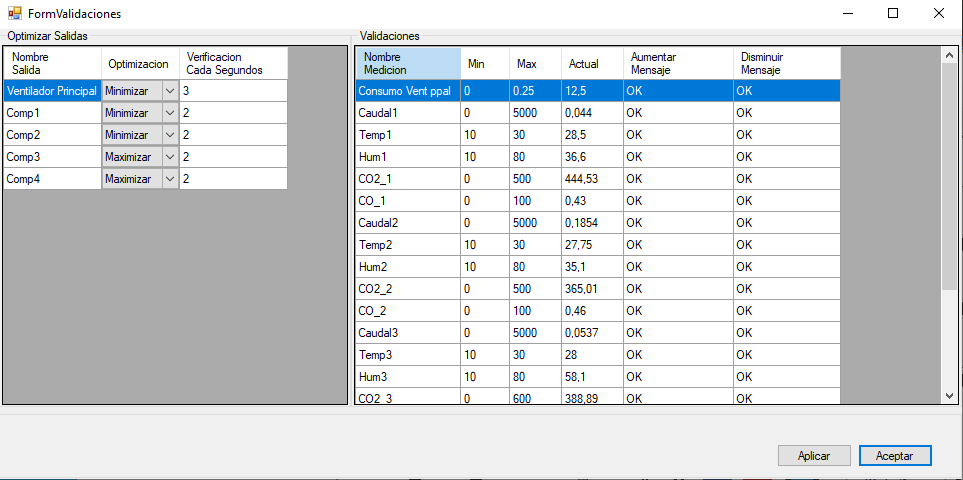 FormValidaciones
Optimizar Salidas
Nombre Salida Optimizacion Verificacion Cada Segundos
Ventilador Principal Minimizar 3
Comp1 Minimizar 2
Comp2 Minimizar 2
Comp3 Maximizar 2
Comp4 Maximizar 2
Validaciones
Nombre Medicion Min Max Actual Aumentar Mensaje Disminuir Mensaje
Consumo Vent ppal 0 0.25 12,5 OK OK
Caudal1 0 5000 0,044 OK OK
Temp1 10 30 28,5 OK OK
Hum1 10 80 36,6 OK OK
CO2_1 0 500 444,53 OK OK
CO_1 0 100 0,43 OK OK
Caudal2 0 5000 0,1854 OK OK
Temp2 10 30 27,75 OK OK
Hum2 10 80 35,1 OK OK
CO2_2 0 500 365,01 OK OK
CO_2 0 100 0,46 OK OK
Caudal3 0 5000 0,0537 OK OK
Temp3 10 30 28 OK OK
Hum3 10 80 58,1 OK OK
CO2_3 0 600 388,89 OK OK
Aplicar Aceptar